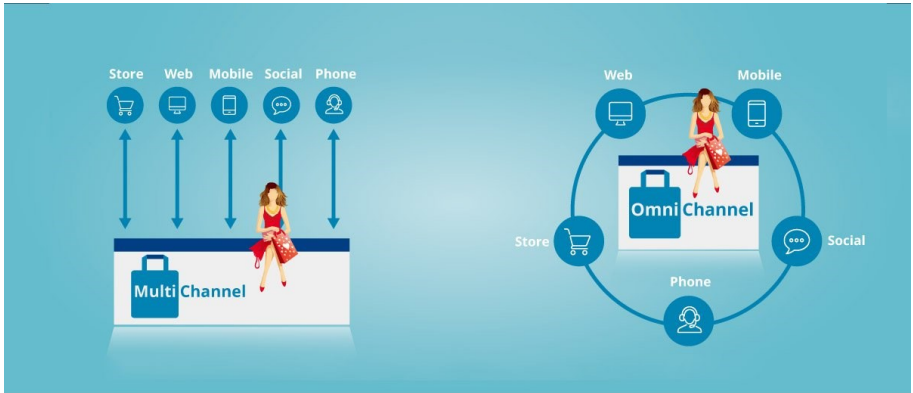 Store Web Mobile Social Phone
Multi Channel
Web Mobile
Omni Channel
Store Social
Phone